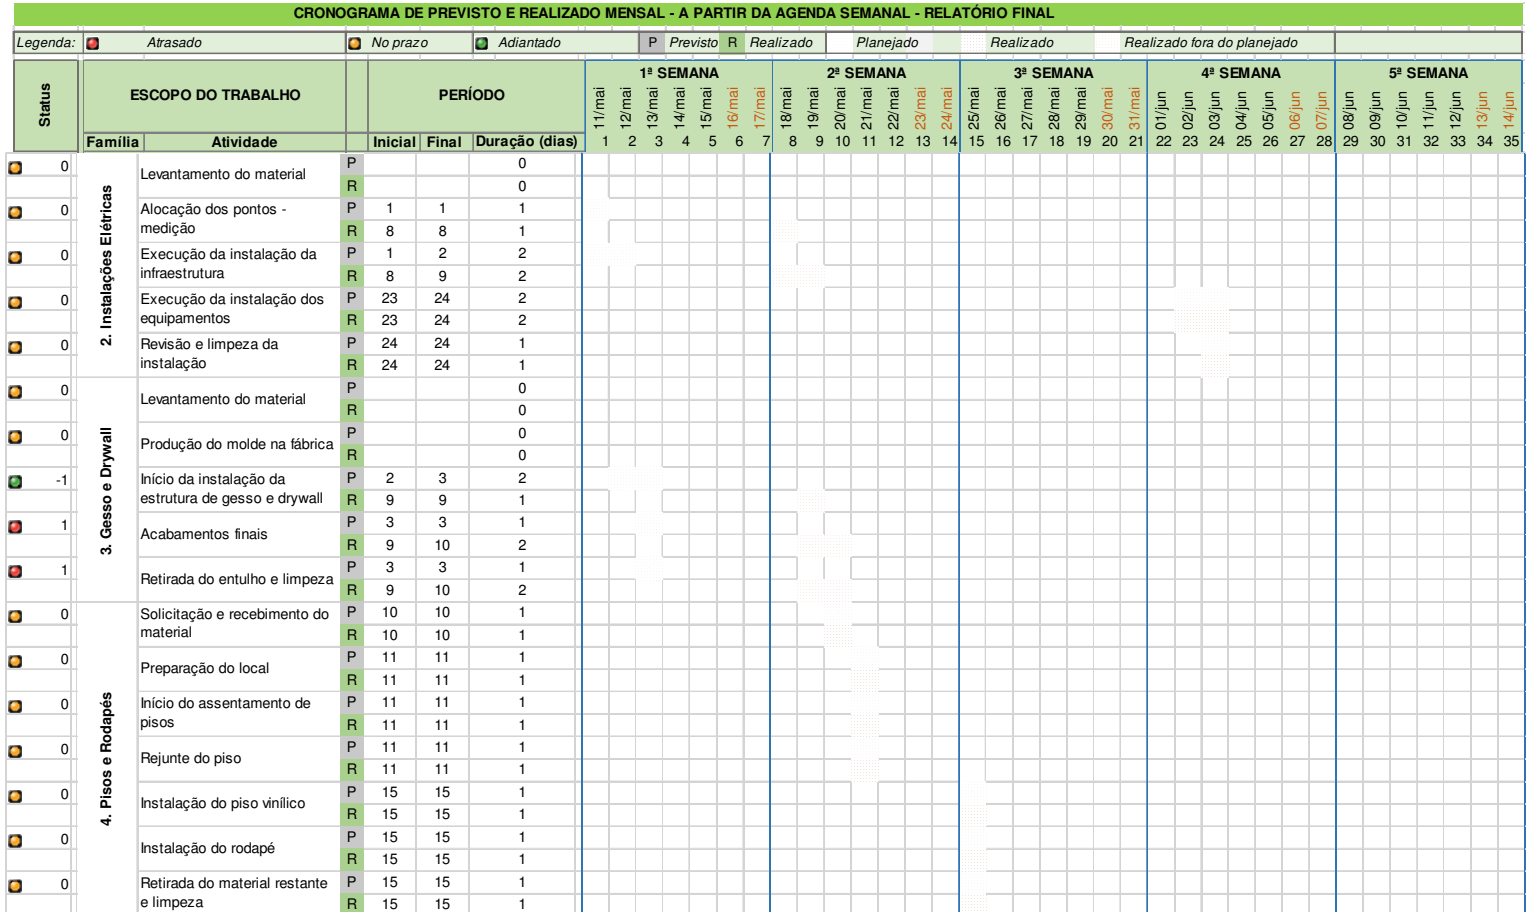 CRONOGRAMA DE PREVISTO E REALIZADO MENSAL - A PARTIR DA AGENDA SEMANAL - RELATÓRIO FINAL
Legenda: Atrasado No prazo Adiantado P Previsto R Realizado Planejado Realizado Realizado fora do planejado
Status ESCOPO DO TRABALHO PERÍODO 1ª SEMANA 2ª SEMANA 3ª SEMANA 4ª SEMANA 5ª SEMANA
11/mai 12/mai 13/mai 14/mai 15/mai 16/mai 17/mai 18/mai 19/mai 20/mai 21/mai 22/mai 23/mai 24/mai 25/mai 26/mai 27/mai 28/mai 29/mai 30/mai 31/mai 01/jun 02/jun 03/jun 04/jun 05/jun 06/jun 07/jun 08/jun 09/jun 10/jun 11/jun 12/jun 13/jun 14/jun
Família Atividade Inicial Final Duração (dias) 1 2 3 4 5 6 7 8 9 10 11 12 13 14 15 16 17 18 19 20 21 22 23 24 25 26 27 28 29 30 31 32 33 34 35
2. Instalações Elétricas
0 Levantamento do material P 0
R 0
0 Alocação dos pontos - P 1 1 1
medição R 8 8 1
0 Execução da instalação da P 1 2 2
infraestrutura R 8 9 2
0 Execução da instalação dos P 23 24 2
equipamentos R 23 24 2
0 Revisão e limpeza da P 24 24 1
instalação R 24 24 1
3. Gesso e Drywall
0 Levantamento do material P 0
R 0
0 Produção do molde na fábrica P 0
R 0
-1 Início da instalação da P 2 3 2
estrutura de gesso e drywall R 9 9 1
1 Acabamentos finais P 3 3 1
R 9 10 2
1 Retirada do entulho e limpeza P 3 3 1
R 9 10 2
4. Pisos e Rodapés
0 Solicitação e recebimento do P 10 10 1
material R 10 10 1
0 Preparação do local P 11 11 1
R 11 11 1
0 Início do assentamento de P 11 11 1
pisos R 11 11 1
0 Rejunte do piso P 11 11 1
R 11 11 1
0 Instalação do piso vinílico P 15 15 1
R 15 15 1
0 Instalação do rodapé P 15 15 1
R 15 15 1
0 Retirada do material restante P 15 15 1
e limpeza R 15 15 1